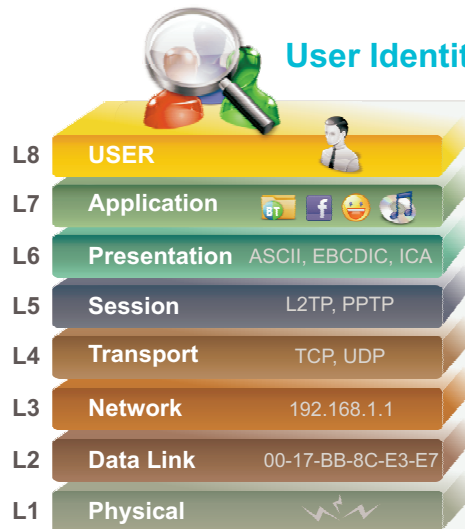 User Identit
L8 USER
L7 Application BT f
L6 Presentation ASCII, EBCDIC, ICA
L5 Session L2TP, PPTP
L4 Transport TCP, UDP
L3 Network 192.168.1.1
L2 Data Link 00-17-BB-8C-E3-E7
L1 Physical